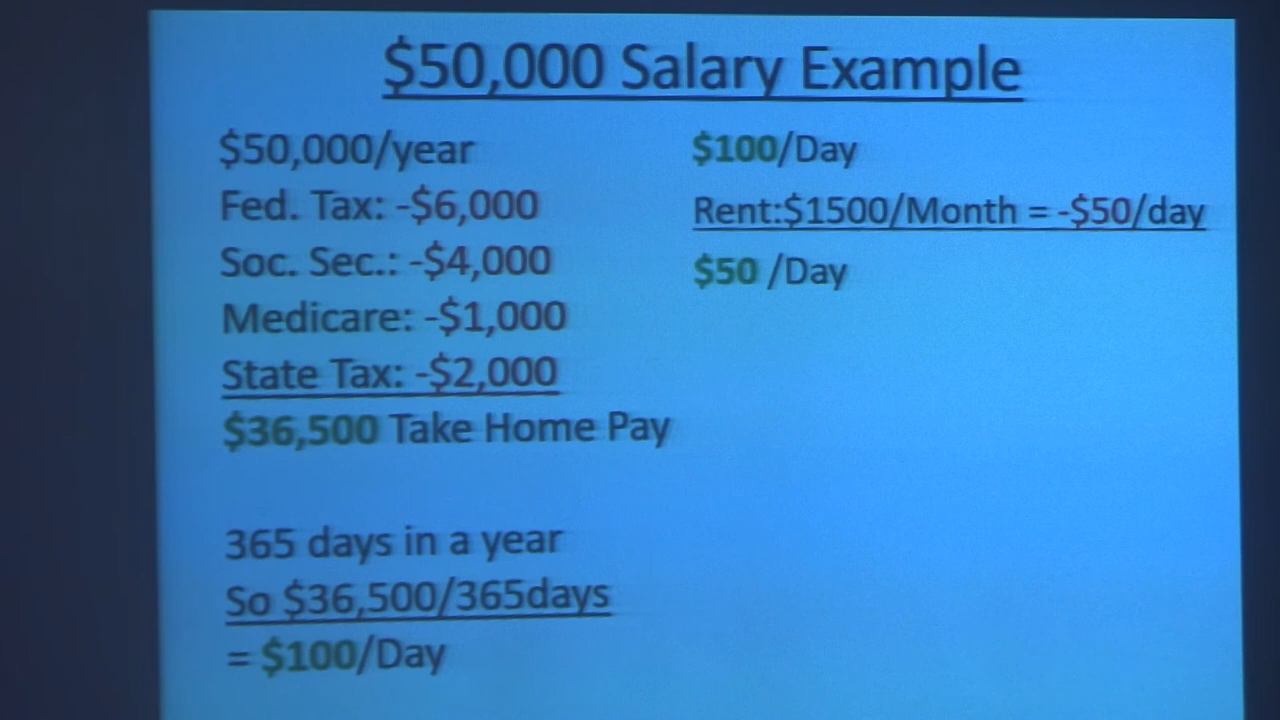 $50,000 Salary Example
$50,000/year
Fed. Tax: -$6,000
Soc. Sec.: -$4,000
Medicare: -$1,000
State Tax: -$2,000
$36,500 Take Home Pay
365 days in a year
So $36,500/365days
= $100/Day
$100/Day
Rent:$1500/Month = -$50/day
$50 /Day